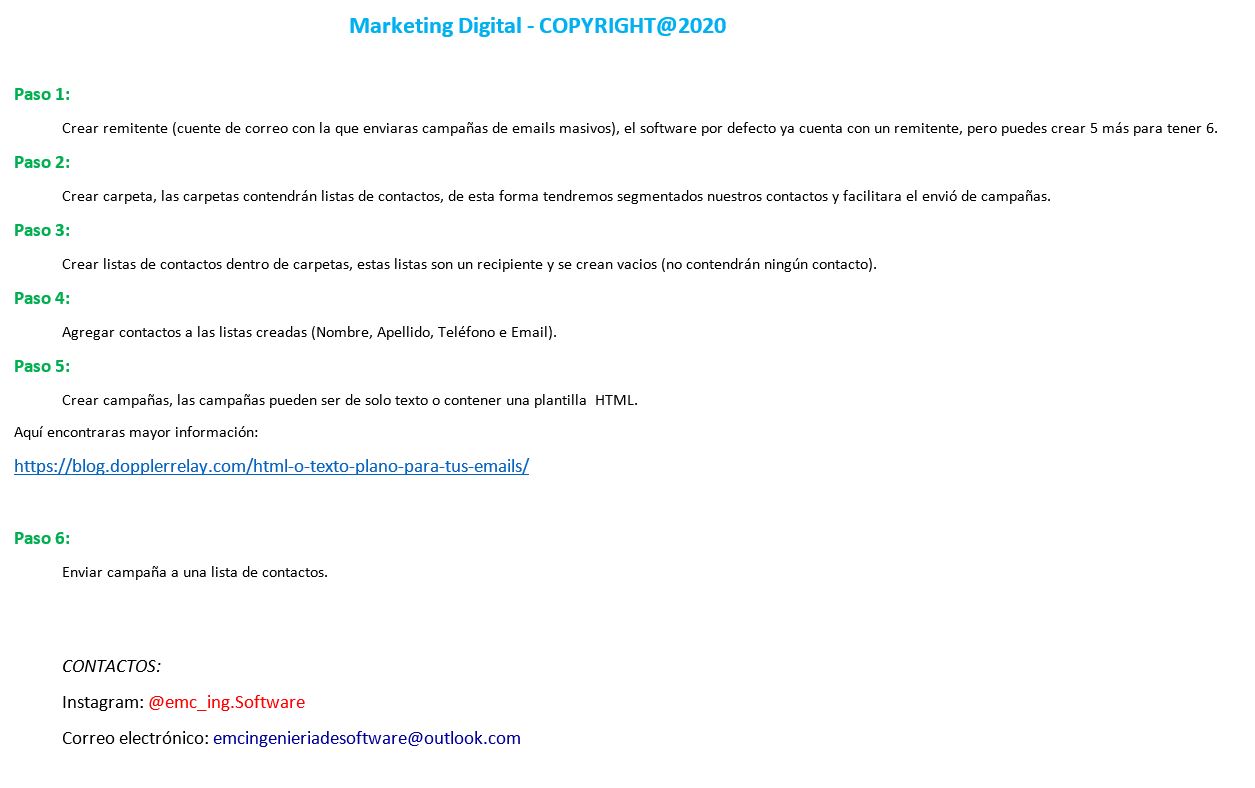 Marketing Digital - COPYRIGHT@2020
Paso 1:
Crear remitente (cuente de correo con la que enviaras campañas de emails masivos), el software por defecto ya cuenta con un remitente, pero puedes crear 5 más para tener 6.
Paso 2:
Crear carpeta, las carpetas contendrán listas de contactos, de esta forma tendremos segmentados nuestros contactos y facilitara el envió de campañas.
Paso 3:
Crear listas de contactos dentro de carpetas, estas listas son un recipiente y se crean vacios (no contendrán ningún contacto).
Paso 4:
Agregar contactos a las listas creadas (Nombre, Apellido, Teléfono e Email).
Paso 5:
Crear campañas, las campañas pueden ser de solo texto o contener una plantilla  HTML.
Aquí encontraras mayor información:
https://blog.dopplerrelay.com/html-o-texto-plano-para-tus-emails/
Paso 6:
Enviar campaña a una lista de contactos.
CONTACTOS:
Instagram: @emc_ing.Software
Correo electrónico: emcingenieriadesoftware@outlook.com